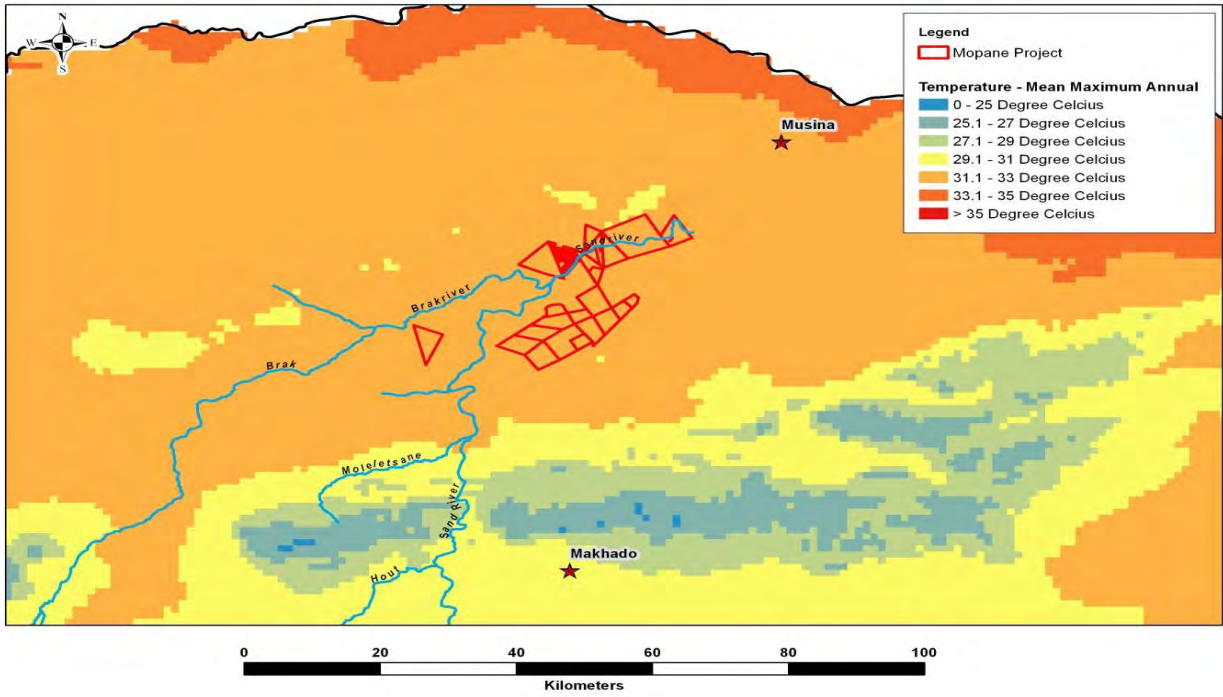 N
W E
S
Legend
Mopane Project
Temperature - Mean Maximum Annual
0 - 25 Degree Celcius
25.1 - 27 Degree Celcius
27.1 - 29 Degree Celcius
29.1 - 31 Degree Celcius
31.1 - 33 Degree Celcius
33.1 - 35 Degree Celcius
> 35 Degree Celcius
Musina
Sandriver
Brakriver
Brak
Moleletsane
Sand River
Makhado
Hout
0 20 40 60 80 100
Kilometers